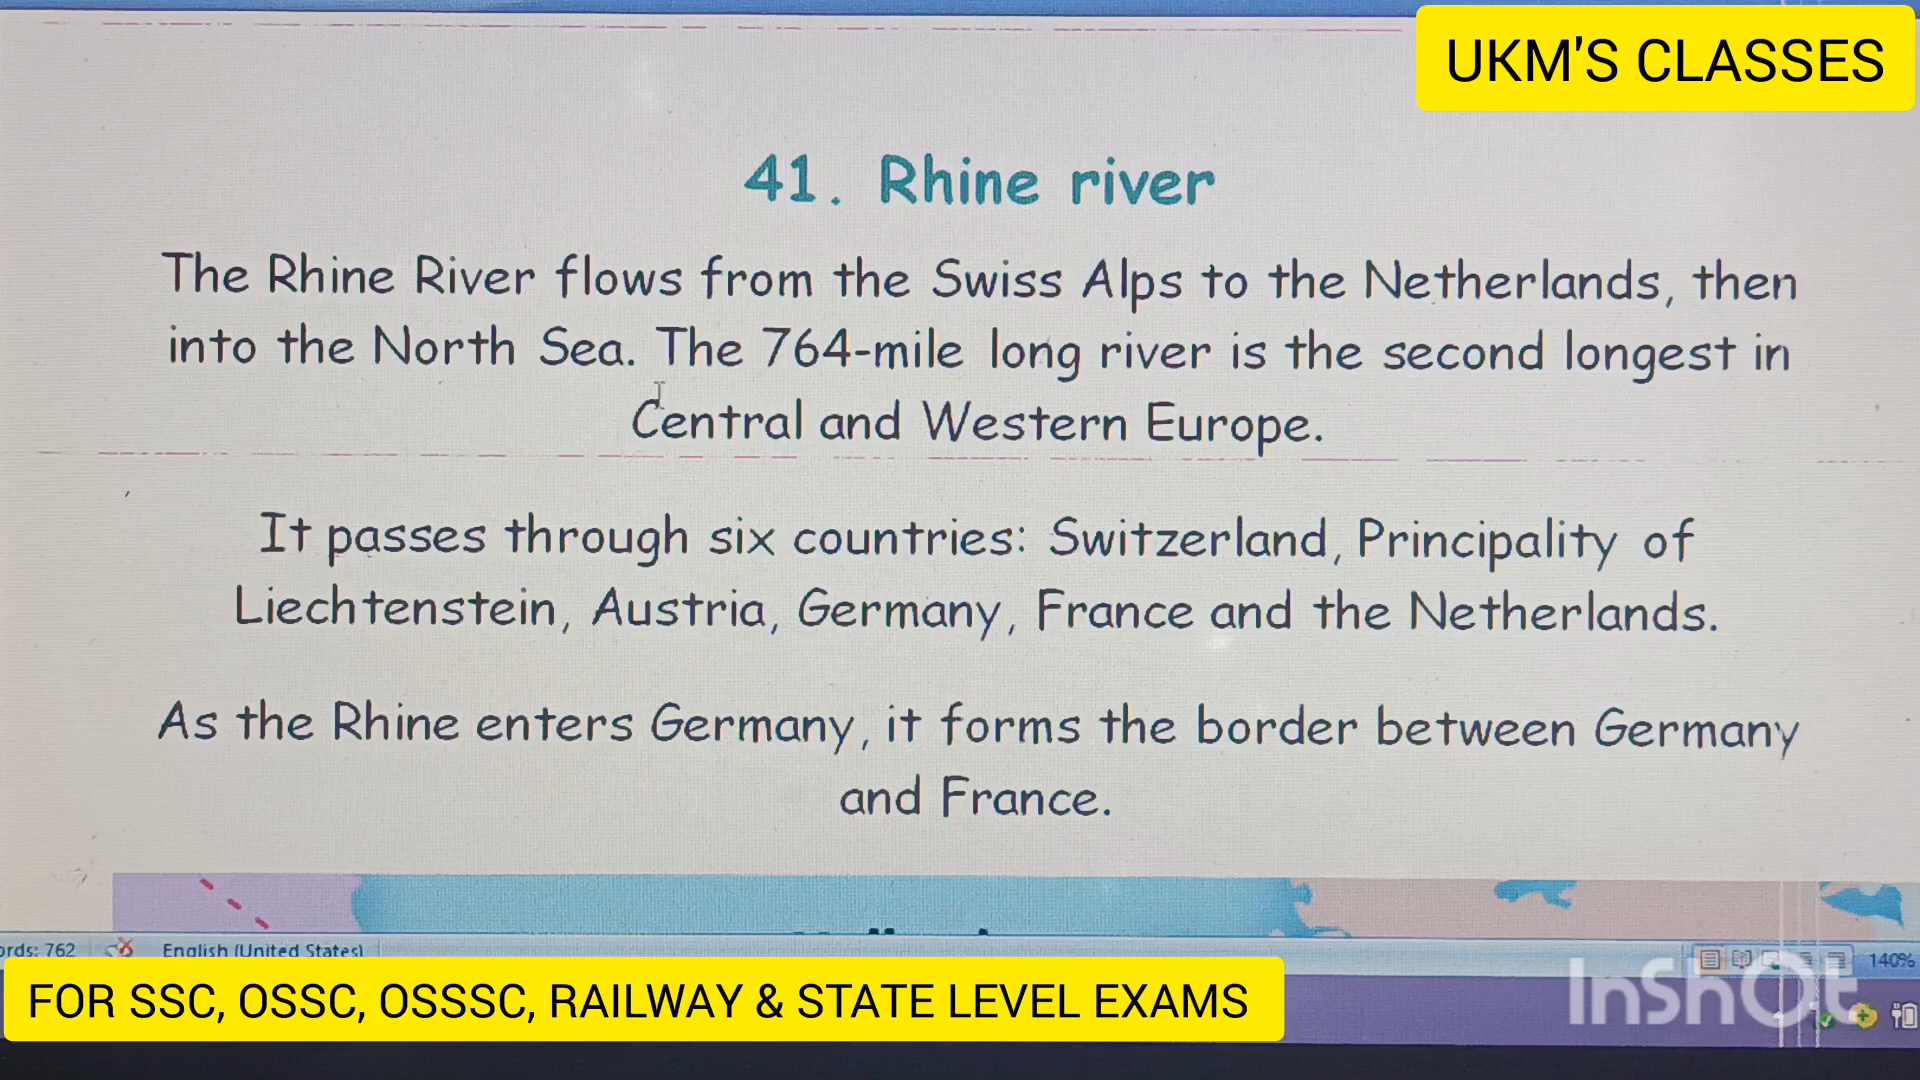 UKM'S CLASSES
41. Rhine river
The Rhine River flows from the Swiss Alps to the Netherlands, then
into the North Sea. The 764-mile long river is the second longest in
Central and Western Europe.
It passes through six countries: Switzerland, Principality of
Liechtenstein, Austria, Germany, France and the Netherlands.
As the Rhine enters Germany, it forms the border between Germany
and France.
ords: 762 English (United States) 140%
FOR SSC, OSSC, OSSSC, RAILWAY & STATE LEVEL EXAMS
InShOt